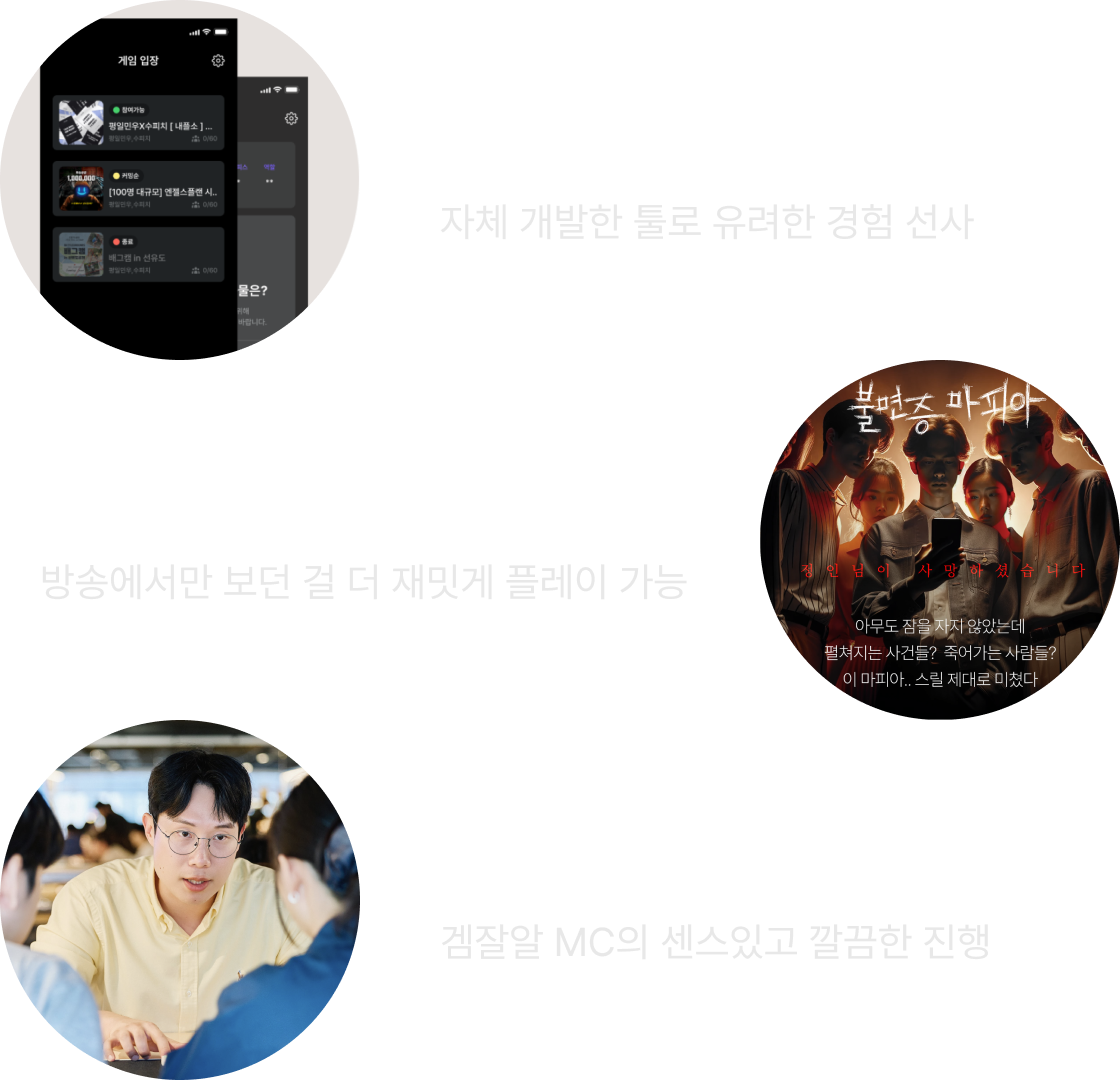 게임 입장
참여가능
평일민우X수피치 [ 내플소 ] ...
평일민우,수피치
0/60
커밍순
[100명 대규모] 엔젤스플랜 시..
평일민우,수피치
0/60
종료
배그캠 in 선유도
평일민우,수피치
0/60
물은?
위해
바랍니다.
자체 개발한 툴로 유려한 경험 선사
불면증 마피아
정인님이 사망하셨습니다
아무도 잠을 자지 않았는데
펼쳐지는 사건들? 죽어가는 사람들?
이 마피아.. 스릴 제대로 미쳤다
방송에서만 보던 걸 더 재밋게 플레이 가능
겜잘알 MC의 센스있고 깔끔한 진행